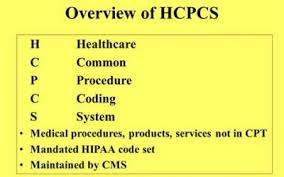 Overview of HCPCS
H Healthcare
C Common
P Procedure
C Coding
S System
• Medical procedures, products, services not in CPT
• Mandated HIPAA code set
• Maintained by CMS